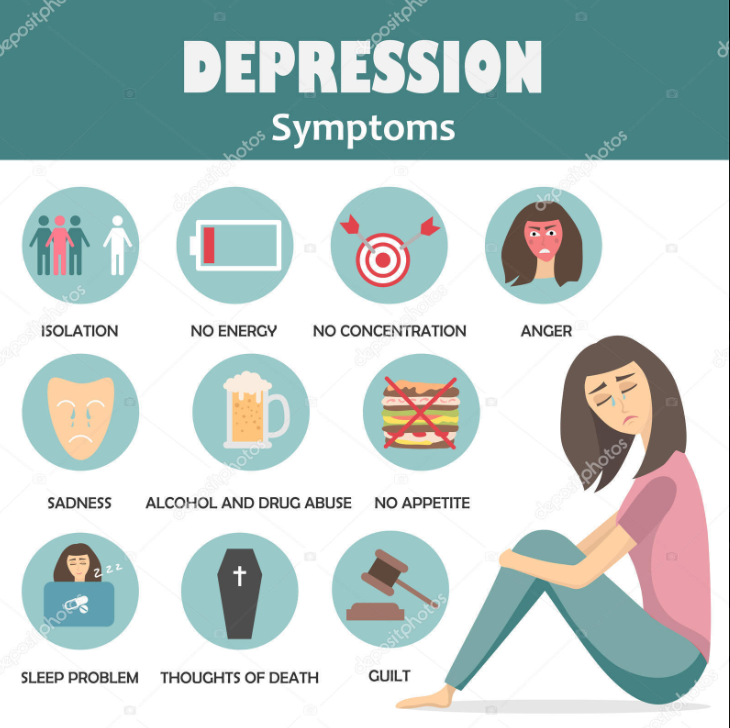 DEPRESSION
Symptoms
ISOLATION
NO ENERGY
NO CONCENTRATION
ANGER
SADNESS
ALCOHOL AND DRUG ABUSE
NO APPETITE
z z z
SLEEP PROBLEM
THOUGHTS OF DEATH
GUILT
depositphotos